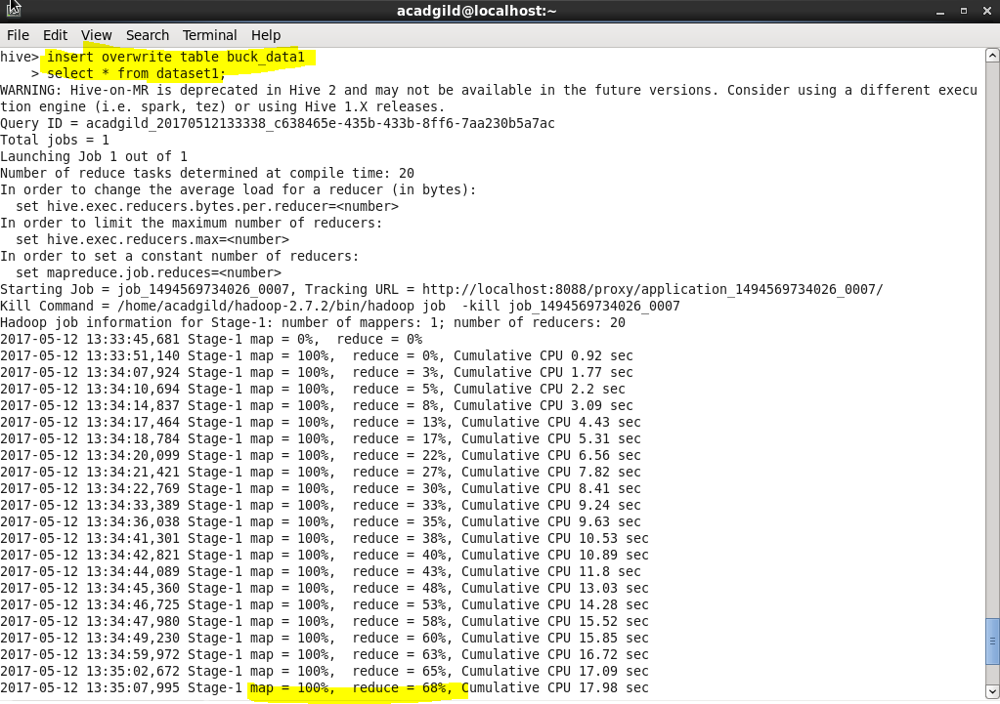 acadgild@localhost:~
File Edit View Search Terminal Help
hive> insert overwrite table buck_data1
    > select * from dataset1;
WARNING: Hive-on-MR is deprecated in Hive 2 and may not be available in the future versions. Consider using a different execu
tion engine (i.e. spark, tez) or using Hive 1.X releases.
Query ID = acadgild_20170512133338_c638465e-435b-433b-8ff6-7aa230b5a7ac
Total jobs = 1
Launching Job 1 out of 1
Number of reduce tasks determined at compile time: 20
In order to change the average load for a reducer (in bytes):
  set hive.exec.reducers.bytes.per.reducer=<number>
In order to limit the maximum number of reducers:
  set hive.exec.reducers.max=<number>
In order to set a constant number of reducers:
  set mapreduce.job.reduces=<number>
Starting Job = job_1494569734026_0007, Tracking URL = http://localhost:8088/proxy/application_1494569734026_0007/
Kill Command = /home/acadgild/hadoop-2.7.2/bin/hadoop job  -kill job_1494569734026_0007
Hadoop job information for Stage-1: number of mappers: 1; number of reducers: 20
2017-05-12 13:33:45,681 Stage-1 map = 0%,  reduce = 0%
2017-05-12 13:33:51,140 Stage-1 map = 100%,  reduce = 0%, Cumulative CPU 0.92 sec
2017-05-12 13:34:07,924 Stage-1 map = 100%,  reduce = 3%, Cumulative CPU 1.77 sec
2017-05-12 13:34:10,694 Stage-1 map = 100%,  reduce = 5%, Cumulative CPU 2.2 sec
2017-05-12 13:34:14,837 Stage-1 map = 100%,  reduce = 8%, Cumulative CPU 3.09 sec
2017-05-12 13:34:17,464 Stage-1 map = 100%,  reduce = 13%, Cumulative CPU 4.43 sec
2017-05-12 13:34:18,784 Stage-1 map = 100%,  reduce = 17%, Cumulative CPU 5.31 sec
2017-05-12 13:34:20,099 Stage-1 map = 100%,  reduce = 22%, Cumulative CPU 6.56 sec
2017-05-12 13:34:21,421 Stage-1 map = 100%,  reduce = 27%, Cumulative CPU 7.82 sec
2017-05-12 13:34:22,769 Stage-1 map = 100%,  reduce = 30%, Cumulative CPU 8.41 sec
2017-05-12 13:34:33,389 Stage-1 map = 100%,  reduce = 33%, Cumulative CPU 9.24 sec
2017-05-12 13:34:36,038 Stage-1 map = 100%,  reduce = 35%, Cumulative CPU 9.63 sec
2017-05-12 13:34:41,301 Stage-1 map = 100%,  reduce = 38%, Cumulative CPU 10.53 sec
2017-05-12 13:34:42,821 Stage-1 map = 100%,  reduce = 40%, Cumulative CPU 10.89 sec
2017-05-12 13:34:44,089 Stage-1 map = 100%,  reduce = 43%, Cumulative CPU 11.8 sec
2017-05-12 13:34:45,360 Stage-1 map = 100%,  reduce = 48%, Cumulative CPU 13.03 sec
2017-05-12 13:34:46,725 Stage-1 map = 100%,  reduce = 53%, Cumulative CPU 14.28 sec
2017-05-12 13:34:47,980 Stage-1 map = 100%,  reduce = 58%, Cumulative CPU 15.52 sec
2017-05-12 13:34:49,230 Stage-1 map = 100%,  reduce = 60%, Cumulative CPU 15.85 sec
2017-05-12 13:34:59,972 Stage-1 map = 100%,  reduce = 63%, Cumulative CPU 16.72 sec
2017-05-12 13:35:02,672 Stage-1 map = 100%,  reduce = 65%, Cumulative CPU 17.09 sec
2017-05-12 13:35:07,995 Stage-1 map = 100%,  reduce = 68%, Cumulative CPU 17.98 sec